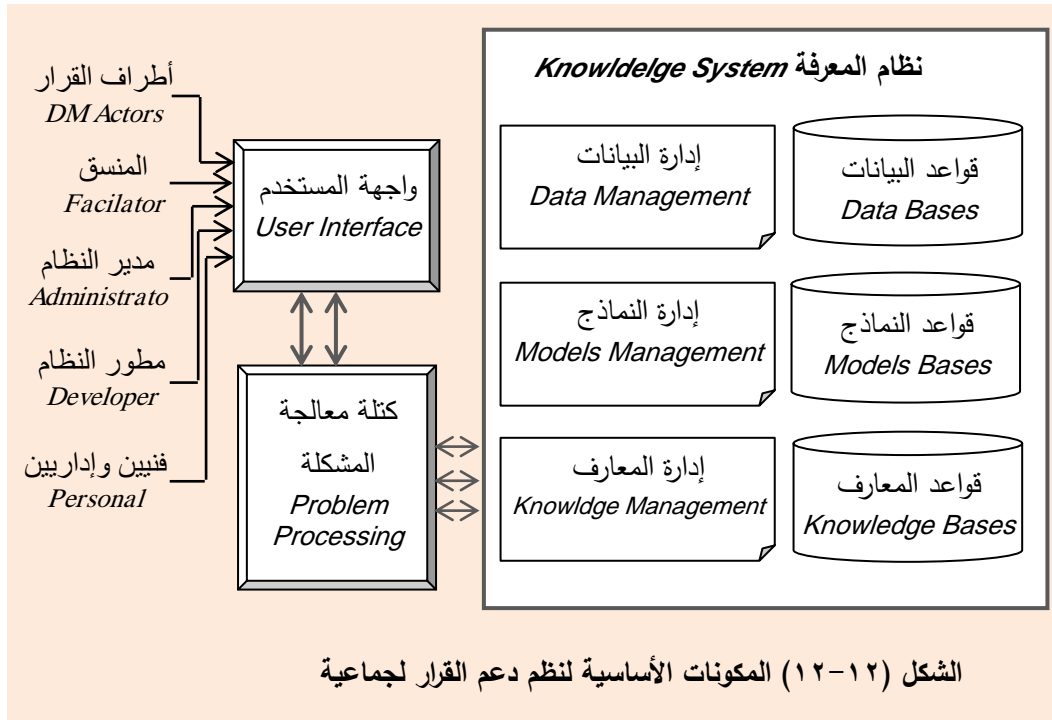 نظام المعرفة Knowldelge System
أطراف القرار
DM Actors
المنسق
Facilator
مدير النظام
Administrato
مطور النظام
Developer
فنيين وإداريين
Personal
واجهة المستخدم
User Interface
كتلة معالجة
المشكلة
Problem
Processing
إدارة البيانات
Data Management
قواعد البيانات
Data Bases
إدارة النماذج
Models Management
قواعد النماذج
Models Bases
إدارة المعارف
Knowldge Management
قواعد المعارف
Knowledge Bases
الشكل (١٢-١٢) المكونات الأساسية لنظم دعم القرار لجماعية